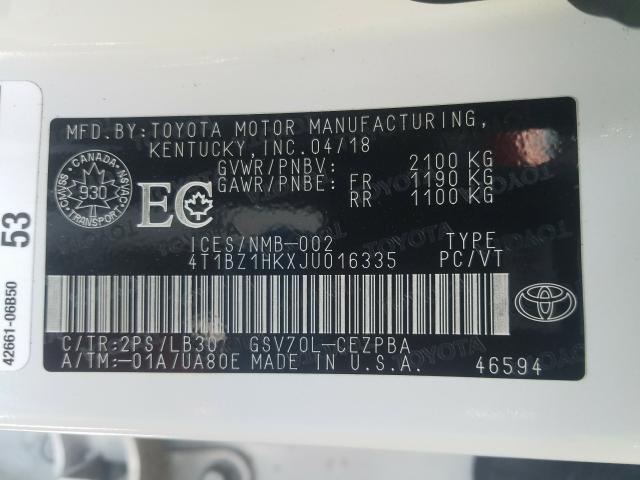 MFD.BY:TOYOTA MOTOR MANUFACTURING,
KENTUCKY, INC.04/18
GVWR/PNBV: 2100 KG
GAWR/PNBE: FR 1190 KG
RR 1100 KG
CANADA
930
TRANSPORT
EC
ICES/NMB-002 TYPE
4T1BZ1HKXJU016335 PC/VT
C/TR:2PS/LB30 GSV70L-CEZPBA
A/TM:-01A/UA80E MADE IN U.S.A. 46594
TOYOTA
53
42661-06B50